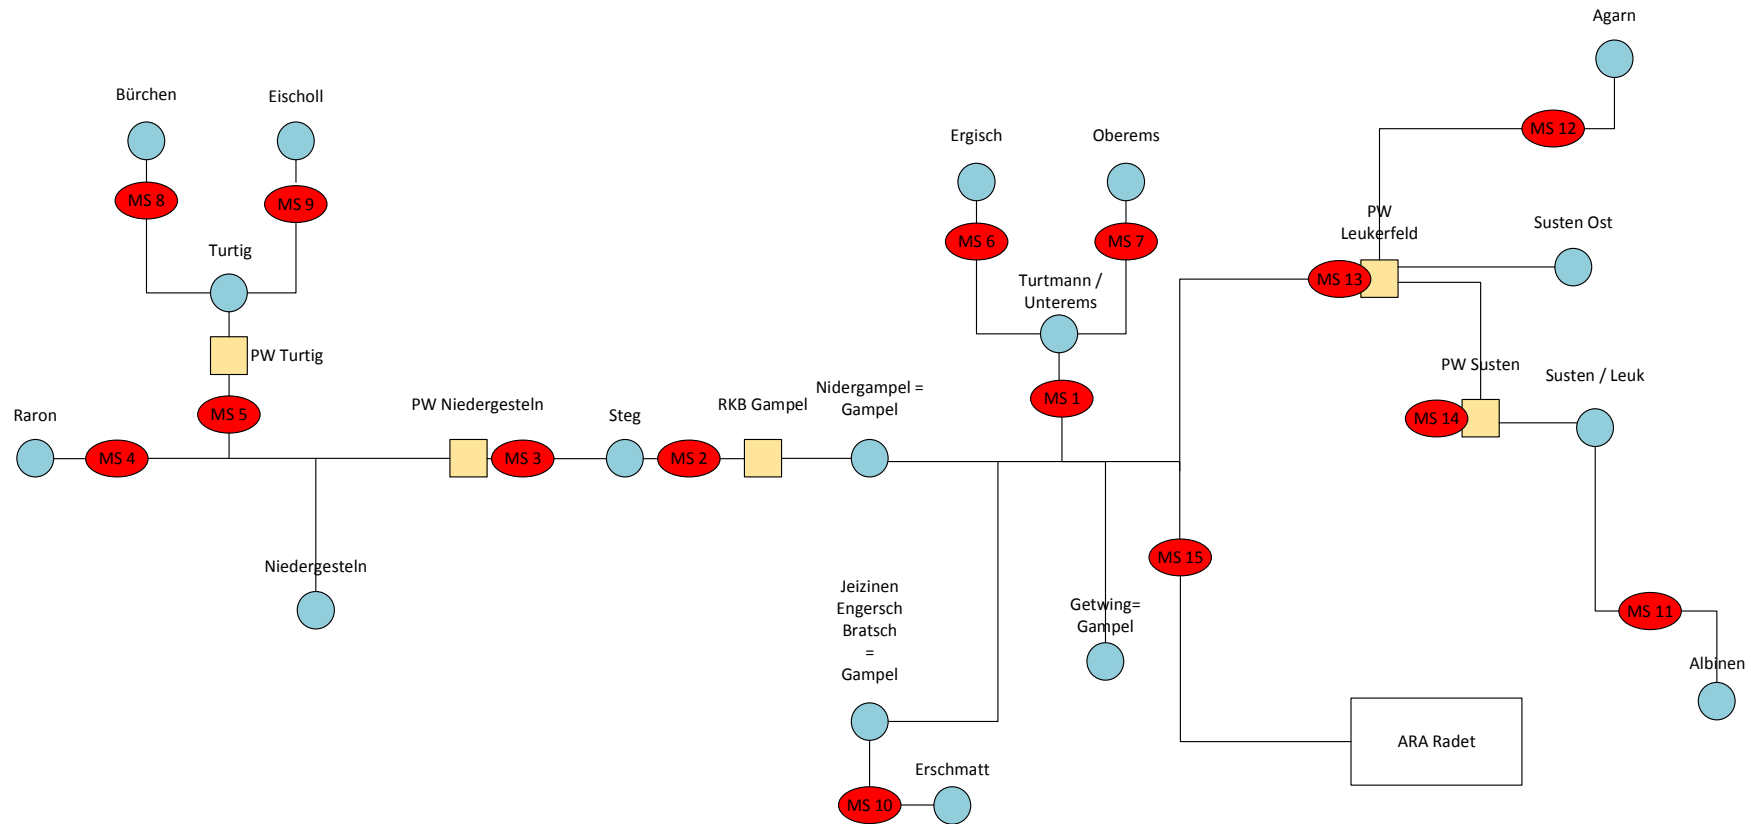 Agarn
Bürchen
Eischoll
MS 12
Ergisch
Oberems
MS 8
MS 9
PW
Leukerfeld
Susten Ost
MS 6
MS 7
Turtig
Turtmann /
Unterems
MS 13
PW Turtig
PW Susten
Susten / Leuk
Nidergampel =
Gampel
MS 1
PW Niedergesteln
Steg
RKB Gampel
Raron
MS 5
MS 14
MS 4
MS 3
MS 2
MS 15
Niedergesteln
Jeizinen
Engersch
Bratsch
=
Gampel
Getwing=
Gampel
MS 11
Albinen
ARA Radet
Erschmatt
MS 10